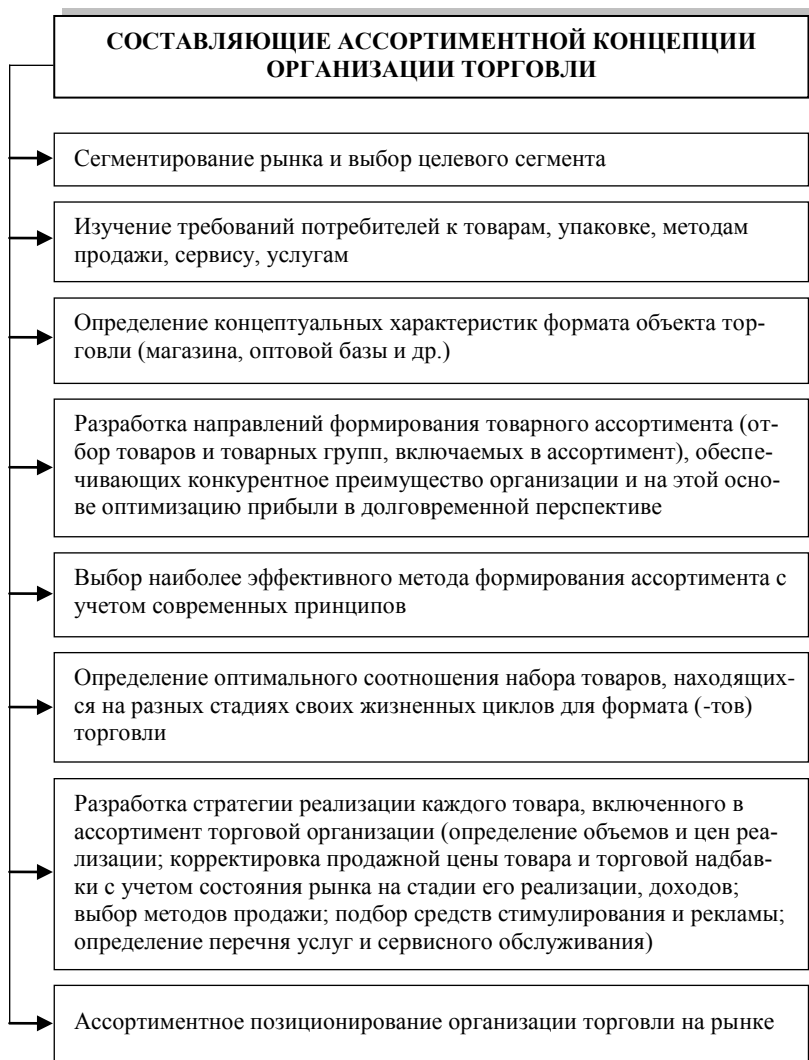 СОСТАВЛЯЮЩИЕ АССОРТИМЕНТНОЙ КОНЦЕПЦИИ
ОРГАНИЗАЦИИ ТОРГОВЛИ
Сегментирование рынка и выбор целевого сегмента
Изучение требований потребителей к товарам, упаковке, методам
продажи, сервису, услугам
Определение концептуальных характеристик формата объекта тор-
говли (магазина, оптовой базы и др.)
Разработка направлений формирования товарного ассортимента (от-
бор товаров и товарных групп, включаемых в ассортимент), обеспе-
чивающих конкурентное преимущество организации и на этой осно-
ве оптимизацию прибыли в долговременной перспективе
Выбор наиболее эффективного метода формирования ассортимента с
учетом современных принципов
Определение оптимального соотношения набора товаров, находящих-
ся на разных стадиях своих жизненных циклов для формата (-тов)
торговли
Разработка стратегии реализации каждого товара, включенного в
ассортимент торговой организации (определение объемов и цен реа-
лизации; корректировка продажной цены товара и торговой надбав-
ки с учетом состояния рынка на стадии его реализации, доходов;
выбор методов продажи; подбор средств стимулирования и рекламы;
определение перечня услуг и сервисного обслуживания)
Ассортиментное позиционирование организации торговли на рынке